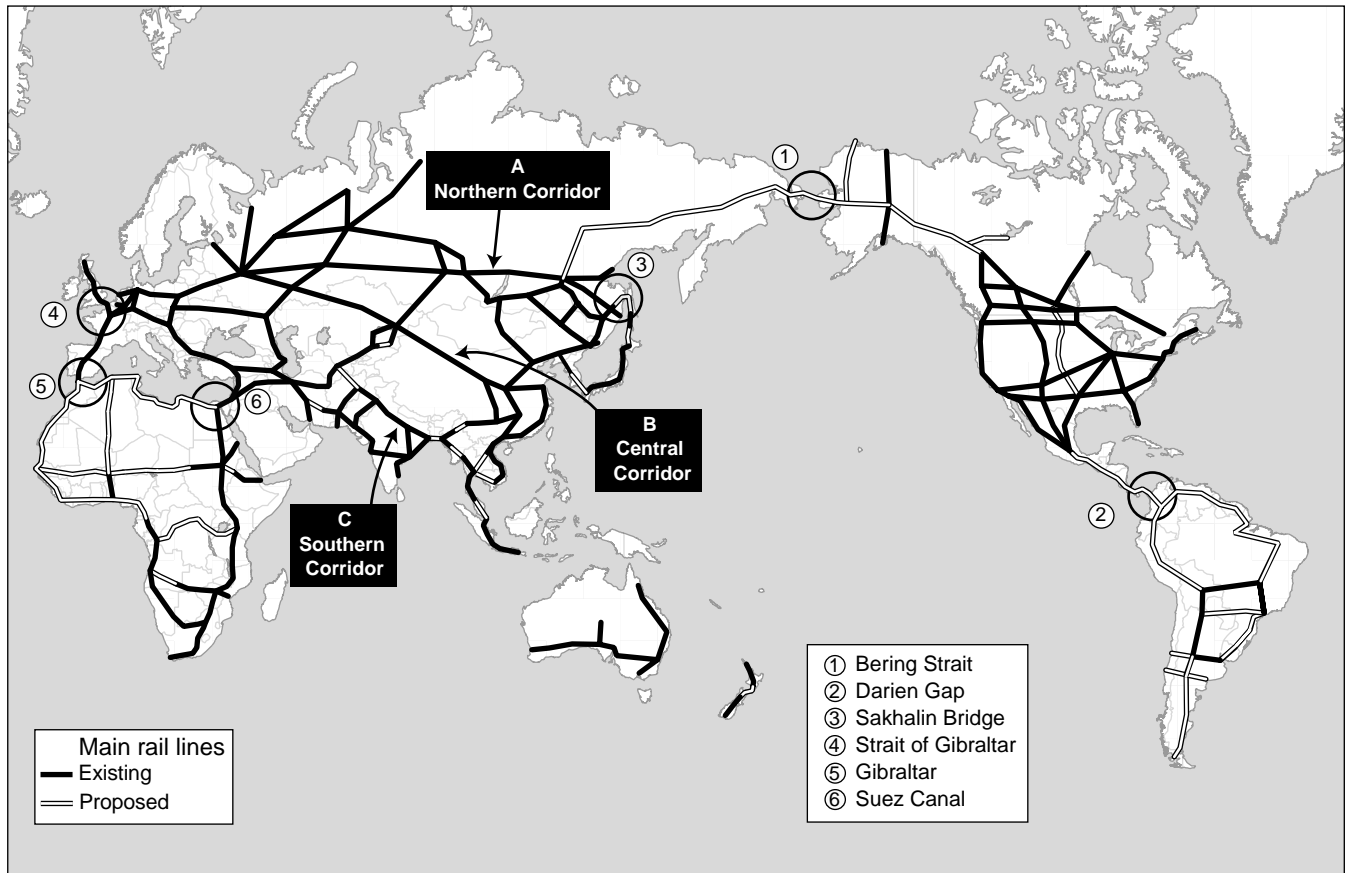 1
A
Northern Corridor
3
4
5
6
B
Central
Corridor
C
Southern
Corridor
2
Main rail lines
Existing
Proposed
1 Bering Strait
2 Darien Gap
3 Sakhalin Bridge
4 Strait of Gibraltar
5 Gibraltar
6 Suez Canal